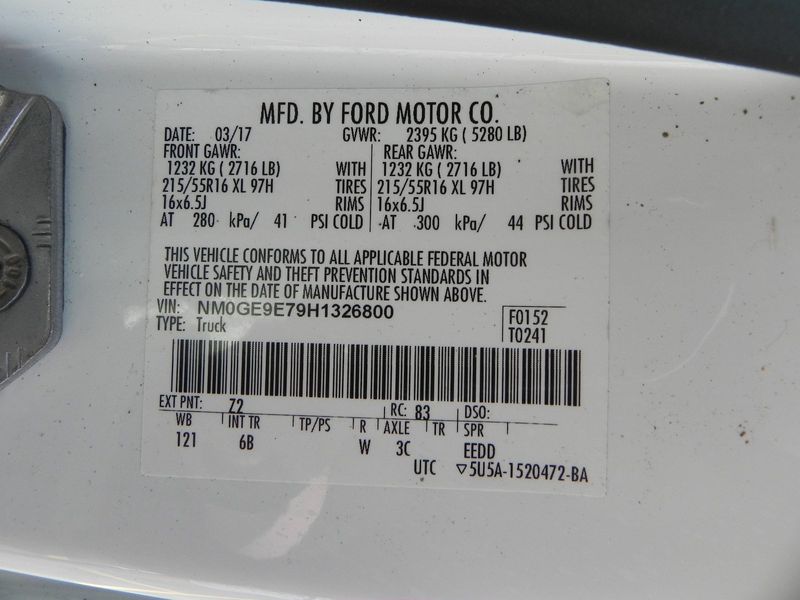 MFD. BY FORD MOTOR CO.
DATE: 03/17 GVWR: 2395 KG ( 5280 LB)
FRONT GAWR: REAR GAWR:
1232 KG ( 2716 LB) WITH 1232 KG ( 2716 LB) WITH
215/55R16 XL 97H TIRES 215/55R16 XL 97H TIRES
16x6.5J RIMS 16x6.5J RIMS
AT 280 kPa/ 41 PSI COLD AT 300 kPa/ 44 PSI COLD
THIS VEHICLE CONFORMS TO ALL APPLICABLE FEDERAL MOTOR
VEHICLE SAFETY AND THEFT PREVENTION STANDARDS IN
EFFECT ON THE DATE OF MANUFACTURE SHOWN ABOVE.
VIN: NM0GE9E79H1326800 F0152
TYPE: Truck T0241
EXT PNT: Z2 RC: 83 DSO:
WB INT TR TP/PS R AXLE TR SPR
121 6B W 3C EEDD
UTC ▽5U5A-1520472-BA